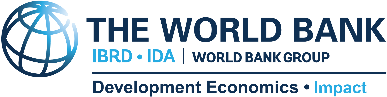 THE WORLD BANK
IBRD • IDA | WORLD BANK GROUP
Development Economics • Impact